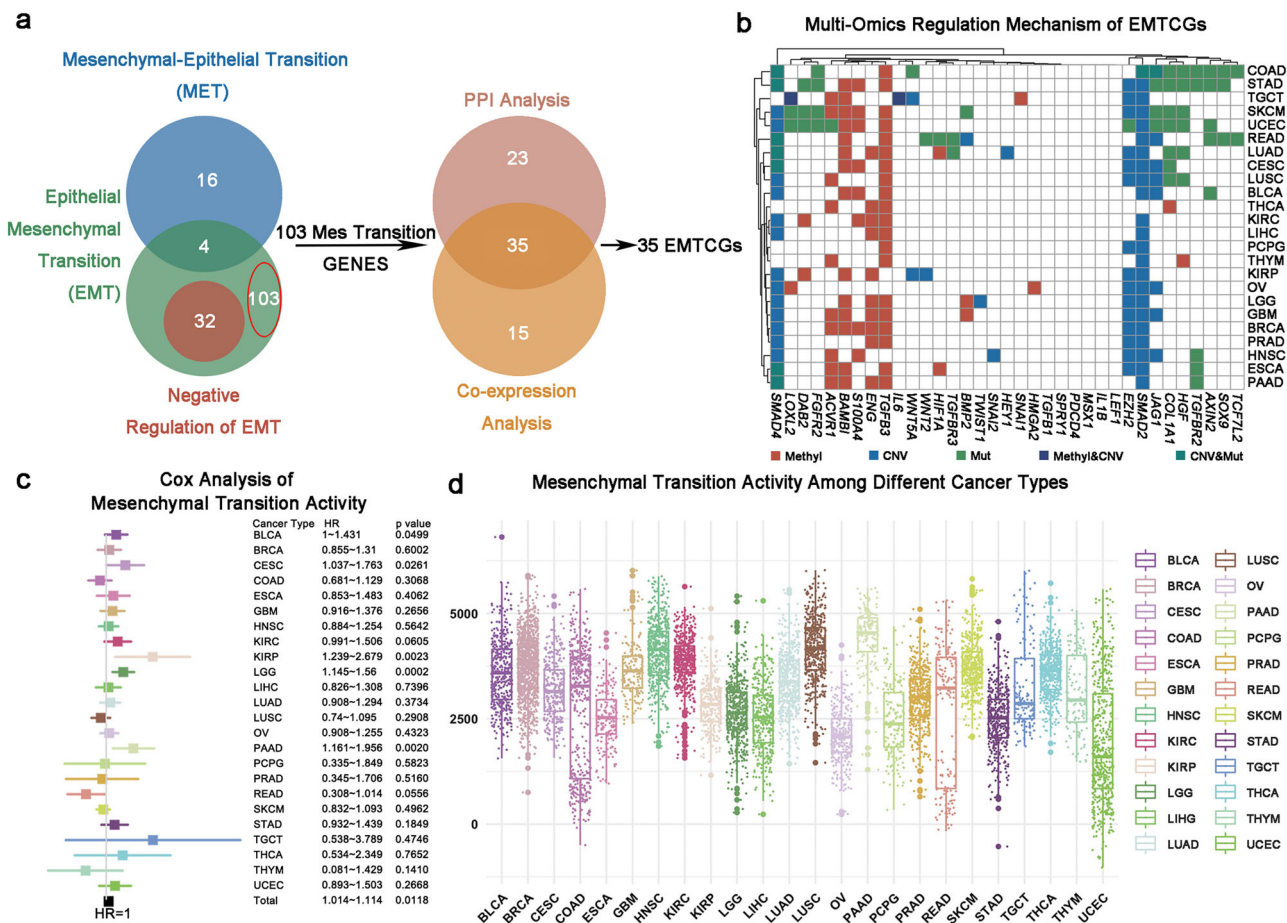 a
Mesenchymal-Epithelial Transition
(MET)
16
Epithelial
Mesenchymal
Transition
(EMT)
4
103
32
Negative
Regulation of EMT
103 Mes Transition
GENES
PPI Analysis
23
35
15
Co-expression
Analysis
35 EMTCGs
b
Multi-Omics Regulation Mechanism of EMTCGs
COAD
STAD
TGCT
SKCM
UCEC
READ
LUAD
CESC
LUSC
BLCA
THCA
KIRC
LIHC
PCPG
THYM
KIRP
OV
LGG
GBM
BRCA
PRAD
HNSC
ESCA
PAAD
SMAD4
LOXL2
DAB2
FGFR2
ACVR1
BAMBI
S100A4
ENG
TGFB3
IL6
WNT5A
WNT2
HIF1A
TGFBR3
BMP2
TWIST1
SNAI2
HEY1
SNAI1
HMGA2
TGFB1
SPRY1
PDCD4
MSX1
IL1B
LEF1
EZH2
SMAD2
JAG1
COL1A1
HGF
TGFBR2
AXIN2
SOX9
TCF7L2
Methyl CNV Mut Methyl&CNV CNV&Mut
c
Cox Analysis of
Mesenchymal Transition Activity
Cancer Type HR p value
BLCA 1~1.431 0.0499
BRCA 0.855~1.31 0.6002
CESC 1.037~1.763 0.0261
COAD 0.681~1.129 0.3068
ESCA 0.853~1.483 0.4062
GBM 0.916~1.376 0.2656
HNSC 0.884~1.254 0.5642
KIRC 0.991~1.506 0.0605
KIRP 1.239~2.679 0.0023
LGG 1.145~1.56 0.0002
LIHC 0.826~1.308 0.7396
LUAD 0.908~1.294 0.3734
LUSC 0.74~1.095 0.2908
OV 0.908~1.255 0.4323
PAAD 1.161~1.956 0.0020
PCPG 0.335~1.849 0.5823
PRAD 0.345~1.706 0.5160
READ 0.308~1.014 0.0556
SKCM 0.832~1.093 0.4962
STAD 0.932~1.439 0.1849
TGCT 0.538~3.789 0.4746
THCA 0.534~2.349 0.7652
THYM 0.081~1.429 0.1410
UCEC 0.893~1.503 0.2668
Total 1.014~1.114 0.0118
HR=1
d
Mesenchymal Transition Activity Among Different Cancer Types
5000
2500
0
BLCA
BRCA
CESC
COAD
ESCA
GBM
HNSC
KIRC
KIRP
LGG
LIHC
LUAD
LUSC
OV
PAAD
PCPG
PRAD
READ
SKCM
STAD
TGCT
THCA
THYM
UCEC
BLCA LUSC
BRCA OV
CESC PAAD
COAD PCPG
ESCA PRAD
GBM READ
HNSC SKCM
KIRC STAD
KIRP TGCT
LGG THCA
LIHG THYM
LUAD UCEC